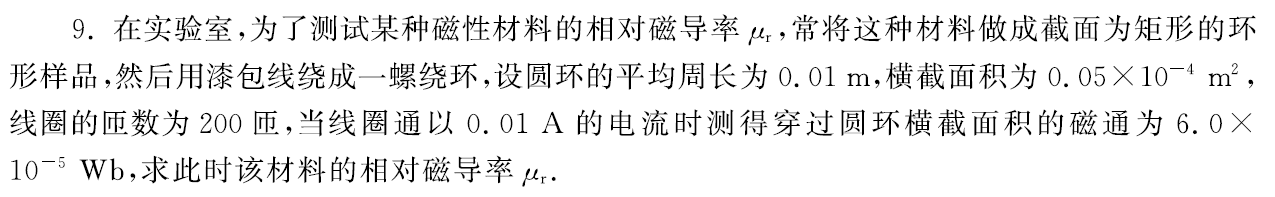 9. 在实验室,为了测试某种磁性材料的相对磁导率 μᵣ,常将这种材料做成截面为矩形的环
形样品,然后用漆包线绕成一螺绕环,设圆环的平均周长为 0.01 m,横截面积为 0.05×10⁻⁴ m²,
线圈的匝数为 200 匝,当线圈通以 0.01 A 的电流时测得穿过圆环横截面积的磁通为 6.0×
10⁻⁵ Wb,求此时该材料的相对磁导率 μᵣ.